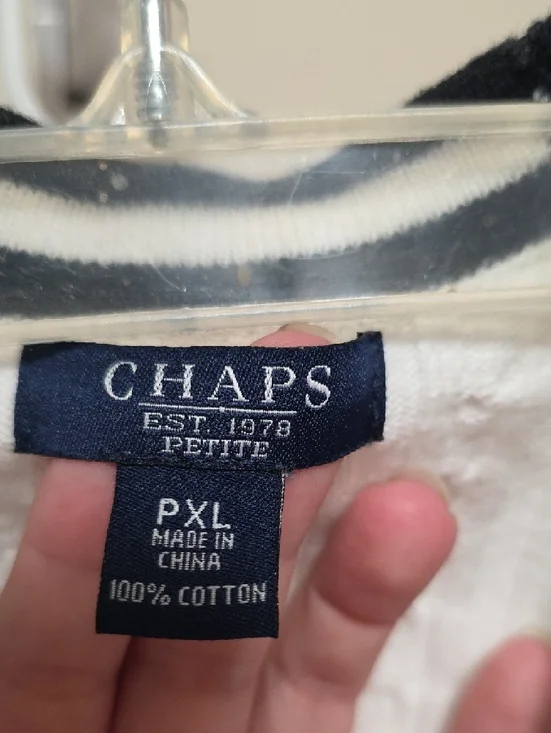 CHAPS
EST. 1978
PETITE
PXL
MADE IN
CHINA
100% COTTON